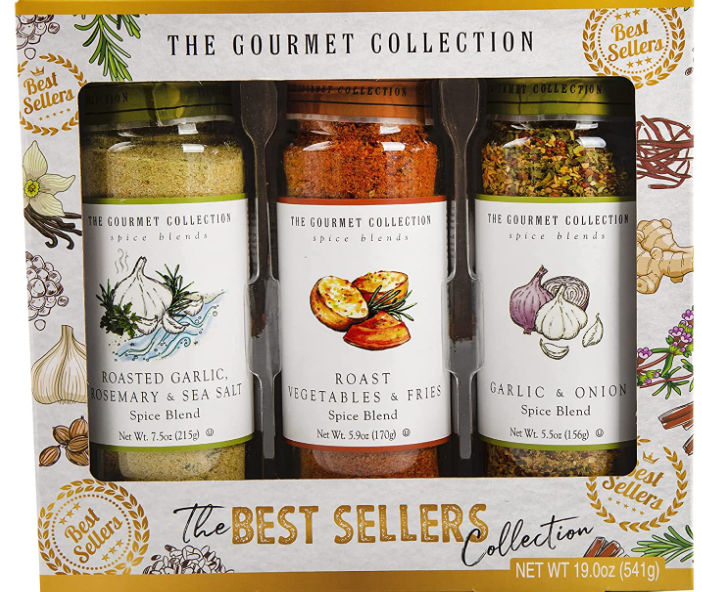 THE GOURMET COLLECTION
Best
Sellers
Best
Sellers
COLLECTION
COLLECTION
THE GOURMET COLLECTION
spice blends
ROASTED GARLIC,
ROSEMARY & SEA SALT
Spice Blend
Net Wt. 7.5oz (215g) U
THE GOURMET COLLECTION
spice blends
ROAST
VEGETABLES & FRIES
Spice Blend
Net Wt. 5.9oz (170g) U
THE GOURMET COLLECTION
spice blends
GARLIC & ONION
Spice Blend
Net Wt. 5.5oz (156g) U
Best
Sellers
Best
Sellers
The BEST SELLERS
Collection
NET WT 19.0oz (541g)